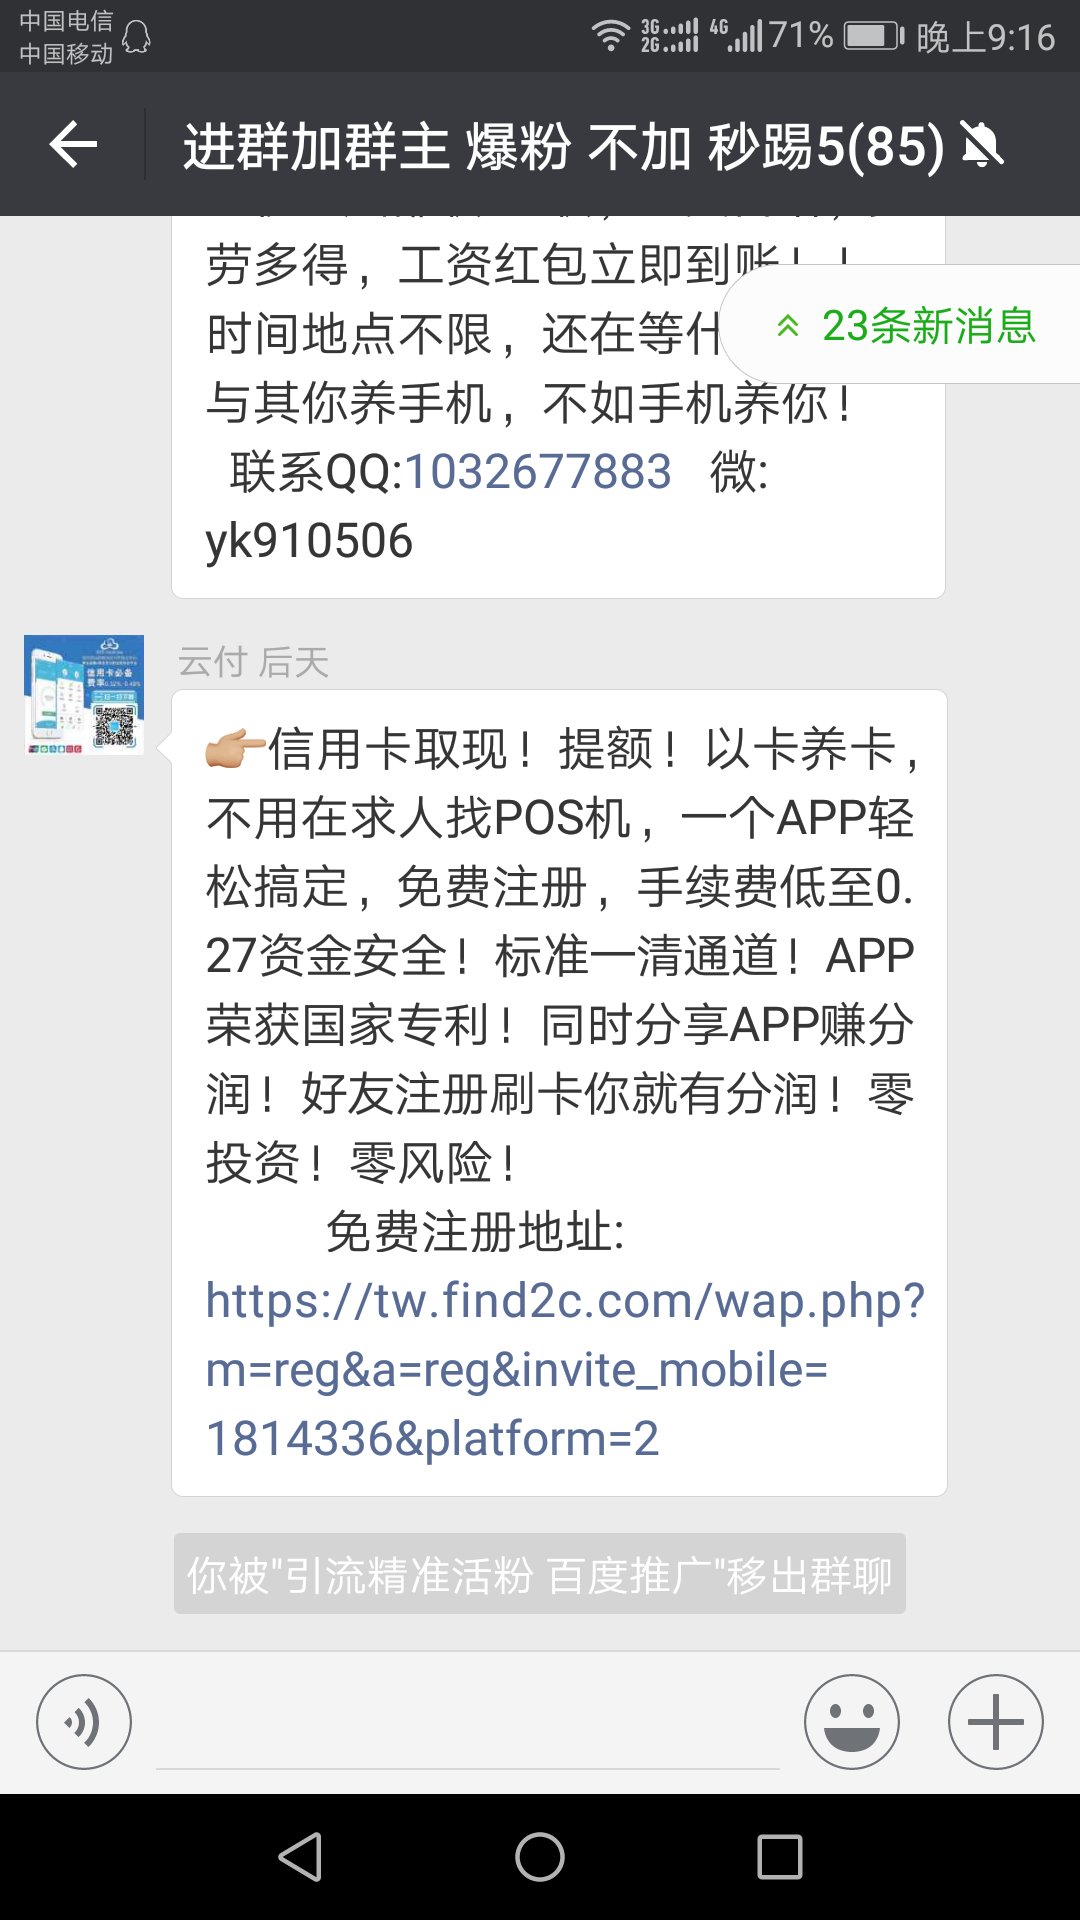 中国电信
中国移动
3G
2G
4G
71%
晚上9:16
进群加群主 爆粉 不加 秒踢5(85)
劳多得，工资红包立即到账！！
23条新消息
时间地点不限，还在等什
与其你养手机，不如手机养你！
联系QQ:1032677883 微:
yk910506
云付 后天
信用卡必备
👉信用卡取现！提额！以卡养卡，
不用在求人找POS机，一个APP轻
松搞定，免费注册，手续费低至0.
27资金安全！标准一清通道！APP
荣获国家专利！同时分享APP赚分
润！好友注册刷卡你就有分润！零
投资！零风险！
免费注册地址:
https://tw.find2c.com/wap.php?
m=reg&a=reg&invite_mobile=
1814336&platform=2
你被"引流精准活粉 百度推广"移出群聊